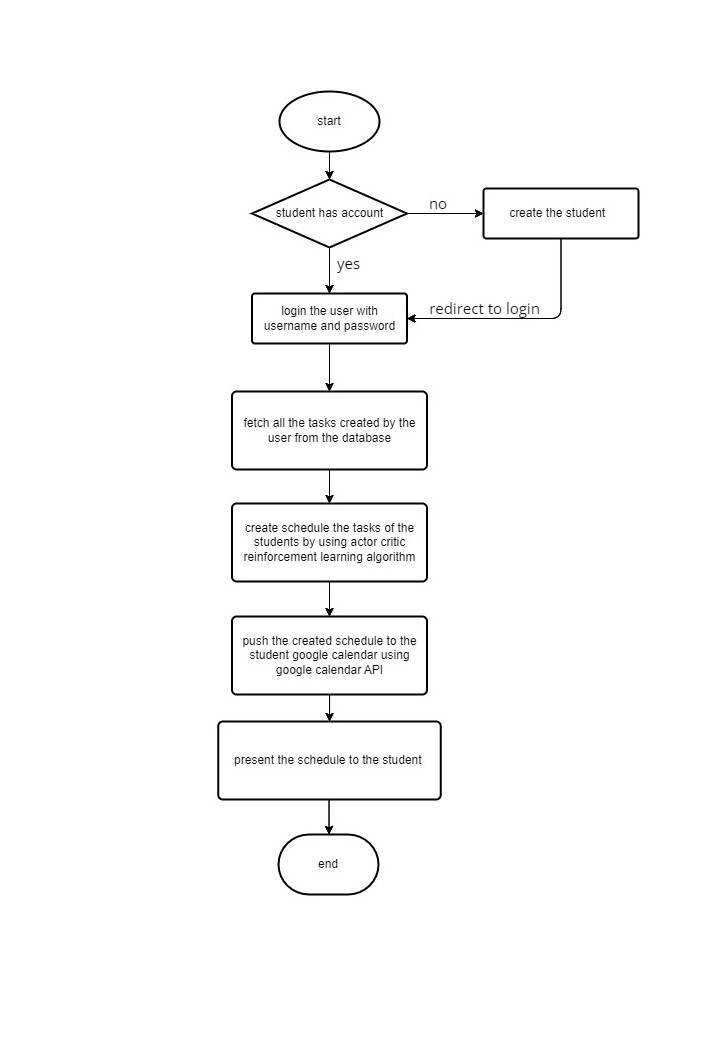 start
student has account
no
create the student
yes
redirect to login
login the user with
username and password
fetch all the tasks created by the
user from the database
create schedule the tasks of the
students by using actor critic
reinforcement learning algorithm
push the created schedule to the
student google calendar using
google calendar API
present the schedule to the student
end